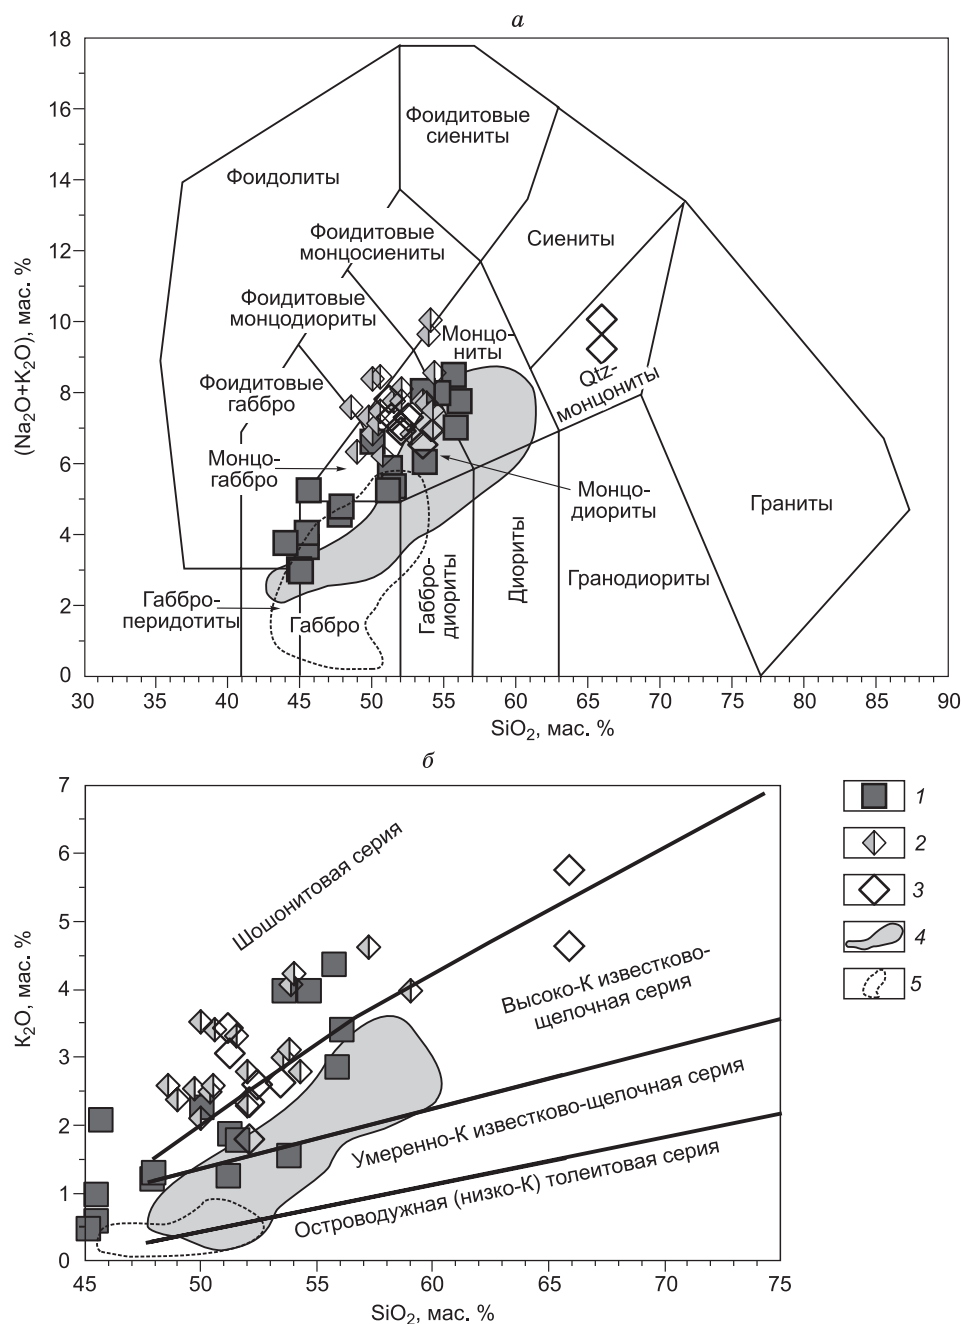 а
18
16
14
12
10
8
6
4
2
0
(Na2O+K2O), мас. %
Фоидитовые
сиениты
Фоидолиты
Фоидитовые
монцосиениты
Сиениты
Фоидитовые
монцодиориты
Монцо-
ниты
Фоидитовые
габбро
Qtz-
монцониты
Монцо-
габбро
Монцо-
диориты
Граниты
Габбро-
перидотиты
Габбро
Габбро-
диориты
Диориты
Гранодиориты
30 35 40 45 50 55 60 65 70 75 80 85 90
SiO2, мас. %
б
7
6
5
4
3
2
1
0
K2O, мас. %
Шошонитовая серия
Высоко-К известково-
щелочная серия
Умеренно-К известково-щелочная серия
Островодужная (низко-К) толеитовая серия
45 50 55 60 65 70 75
SiO2, мас. %
1
2
3
4
5